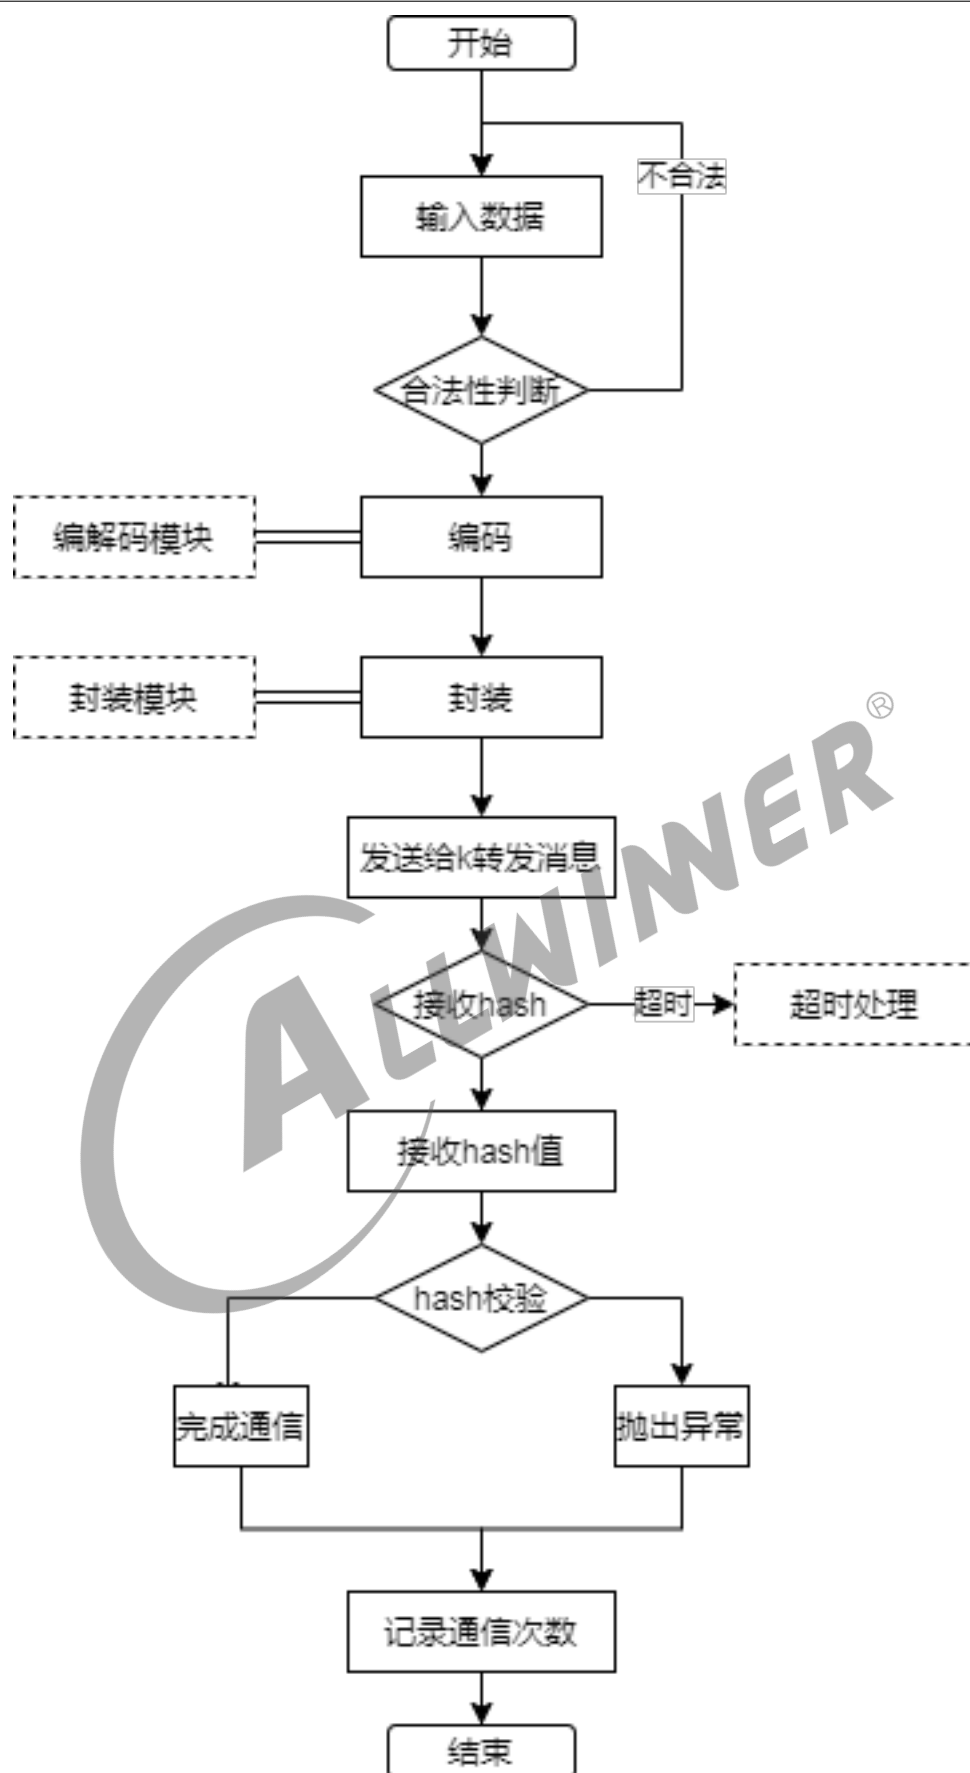 开始
不合法
输入数据
合法性判断
编解码模块
编码
封装模块
封装
发送给k转发消息
接收hash
超时
超时处理
接收hash值
hash校验
完成通信
抛出异常
记录通信次数
结束
ALLWINNER®